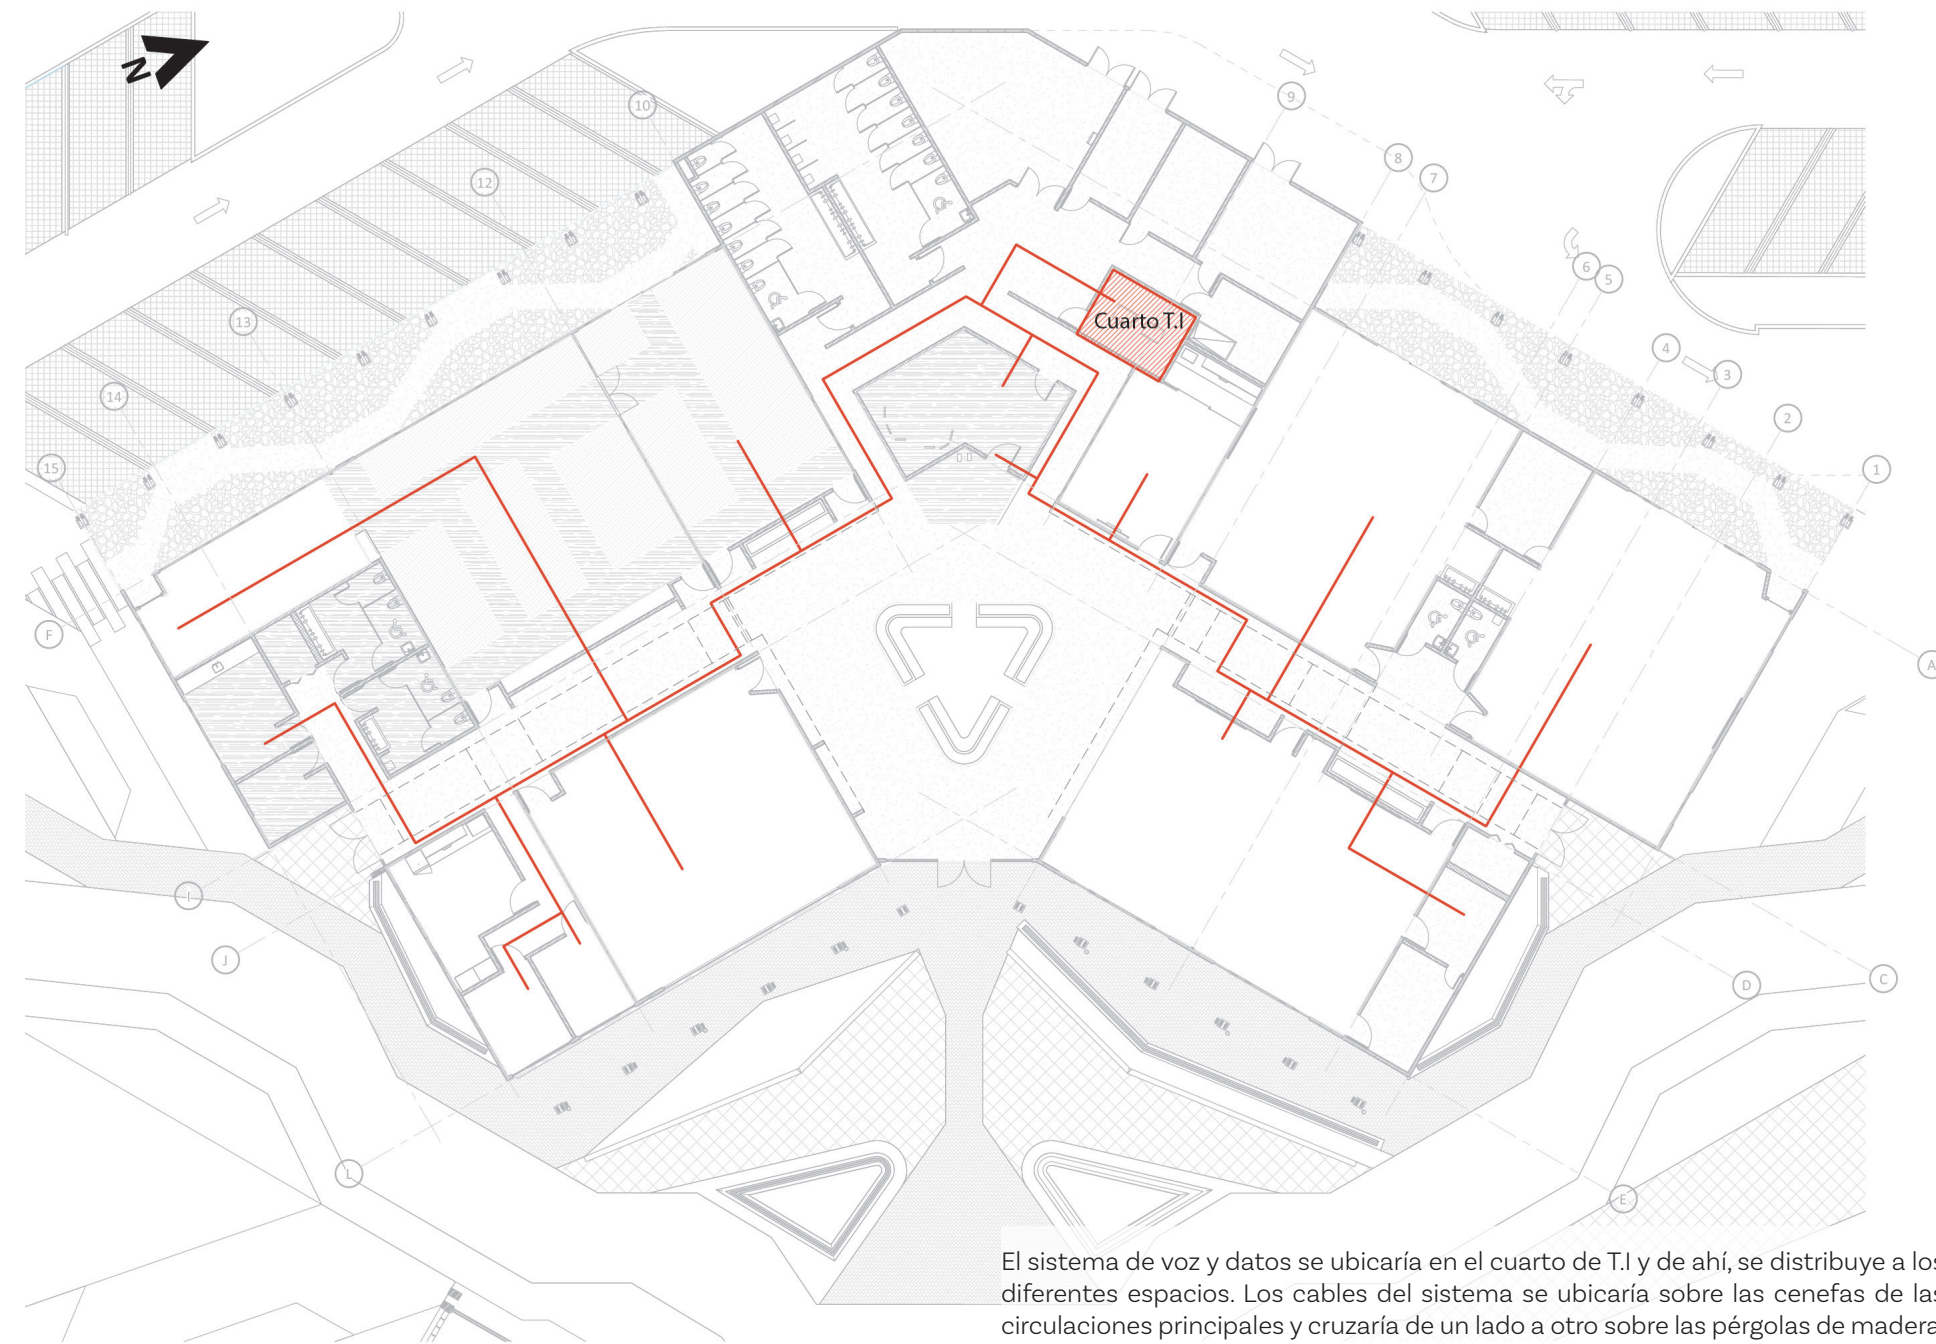 N
10
9
8
7
12
6
5
13
4
3
14
2
15
1
Cuarto T.I
F
A
I
J
D
C
L
E
El sistema de voz y datos se ubicaría en el cuarto de T.I y de ahí, se distribuye a los
diferentes espacios. Los cables del sistema se ubicaría sobre las cenefas de las
circulaciones principales y cruzaría de un lado a otro sobre las pérgolas de madera